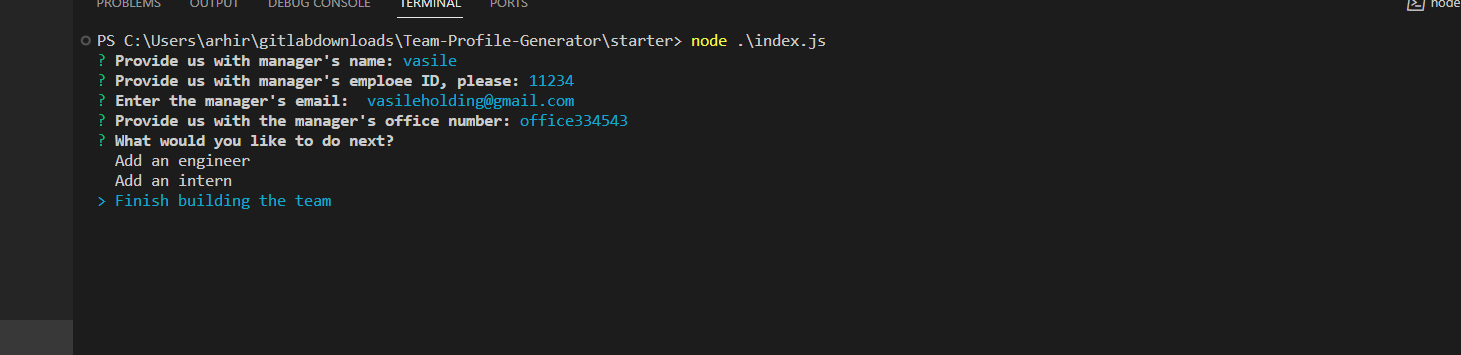 PROBLEMS OUTPUT DEBUG CONSOLE TERMINAL PORTS node
PS C:\Users\arhir\gitlabdownloads\Team-Profile-Generator\starter> node .\index.js
? Provide us with manager's name: vasile
? Provide us with manager's emploee ID, please: 11234
? Enter the manager's email:  vasileholding@gmail.com
? Provide us with the manager's office number: office334543
? What would you like to do next?
Add an engineer
Add an intern
> Finish building the team